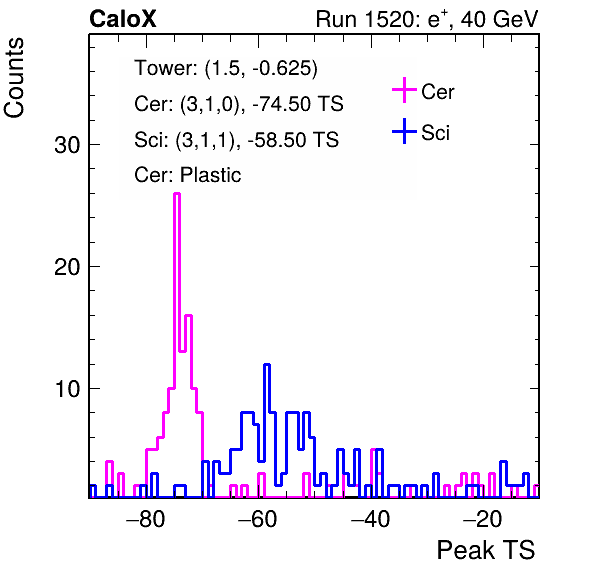 CaloX Run 1520: e⁺, 40 GeV
Counts
Tower: (1.5, -0.625)
Cer: (3,1,0), -74.50 TS
Sci: (3,1,1), -58.50 TS
Cer: Plastic
Cer
Sci
30
20
10
−80 −60 −40 −20
Peak TS